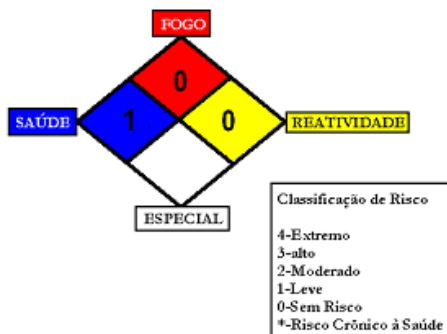 FOGO
0
SAÚDE
1
0
REATIVIDADE
ESPECIAL
Classificação de Risco
4-Extremo
3-alto
2-Moderado
1-Leve
0-Sem Risco
*-Risco Crônico à Saúde